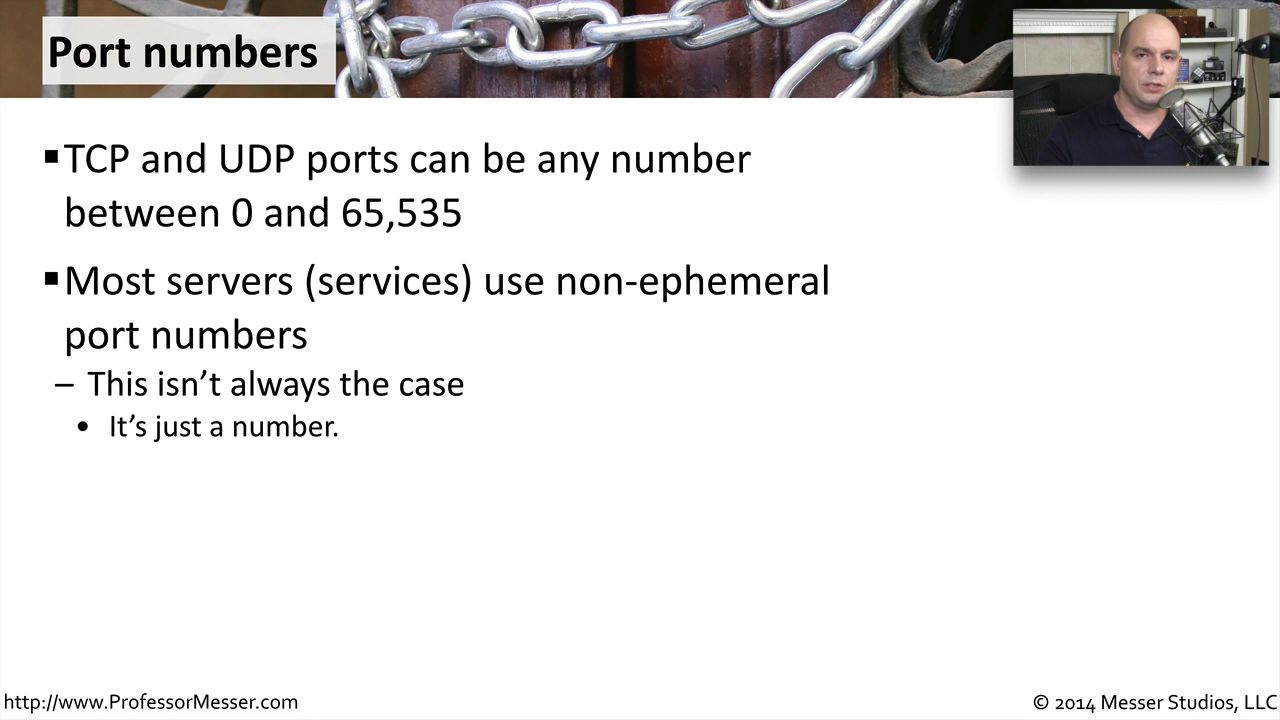 Port numbers
▪TCP and UDP ports can be any number
between 0 and 65,535
▪Most servers (services) use non-ephemeral
port numbers
– This isn’t always the case
• It’s just a number.
http://www.ProfessorMesser.com
© 2014 Messer Studios, LLC